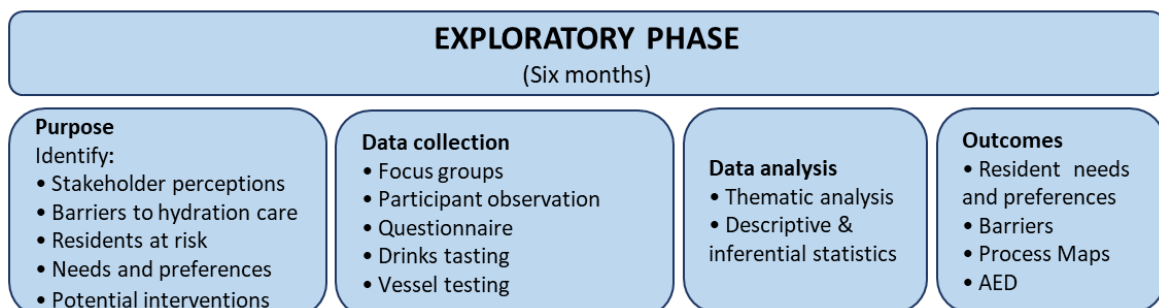 EXPLORATORY PHASE
(Six months)
Purpose
Identify:
• Stakeholder perceptions
• Barriers to hydration care
• Residents at risk
• Needs and preferences
• Potential interventions
Data collection
• Focus groups
• Participant observation
• Questionnaire
• Drinks tasting
• Vessel testing
Data analysis
• Thematic analysis
• Descriptive &
inferential statistics
Outcomes
• Resident needs
and preferences
• Barriers
• Process Maps
• AED